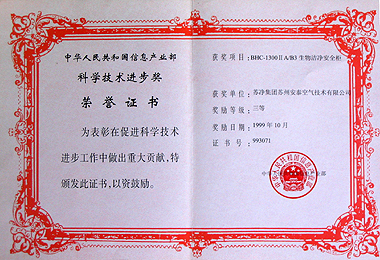 中华人民共和国信息产业部
科学技术进步奖
荣誉证书
为表彰在促进科学技术
进步工作中做出重大贡献,特
颁发此证书,以资鼓励。
获奖项目:BHC-1300ⅡA/B3生物洁净安全柜
获奖单位:苏净集团苏州安泰空气技术有限公司
奖励等级:三等
奖励日期:1999年10月
证书号:993071